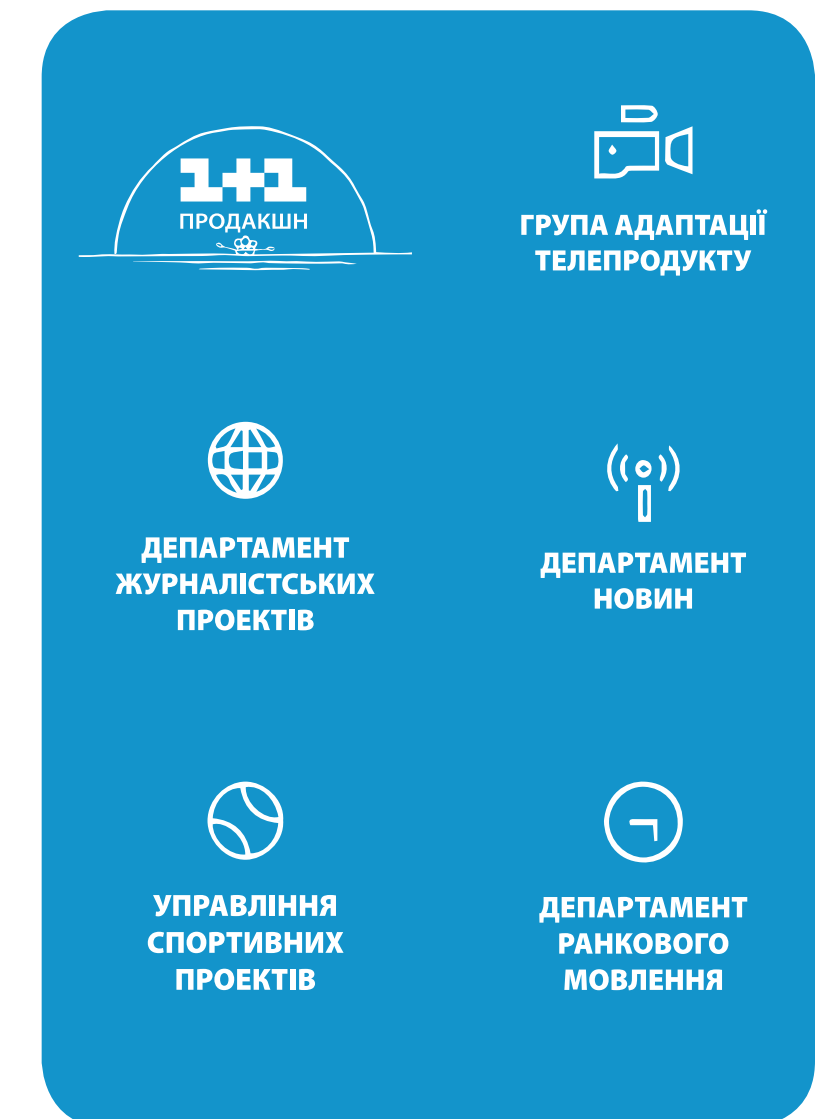 1+1
ПРОДАКШН
ГРУПА АДАПТАЦІЇ
ТЕЛЕПРОДУКТУ
ДЕПАРТАМЕНТ
ЖУРНАЛІСТСЬКИХ
ПРОЕКТІВ
ДЕПАРТАМЕНТ
НОВИН
УПРАВЛІННЯ
СПОРТИВНИХ
ПРОЕКТІВ
ДЕПАРТАМЕНТ
РАНКОВОГО
МОВЛЕННЯ